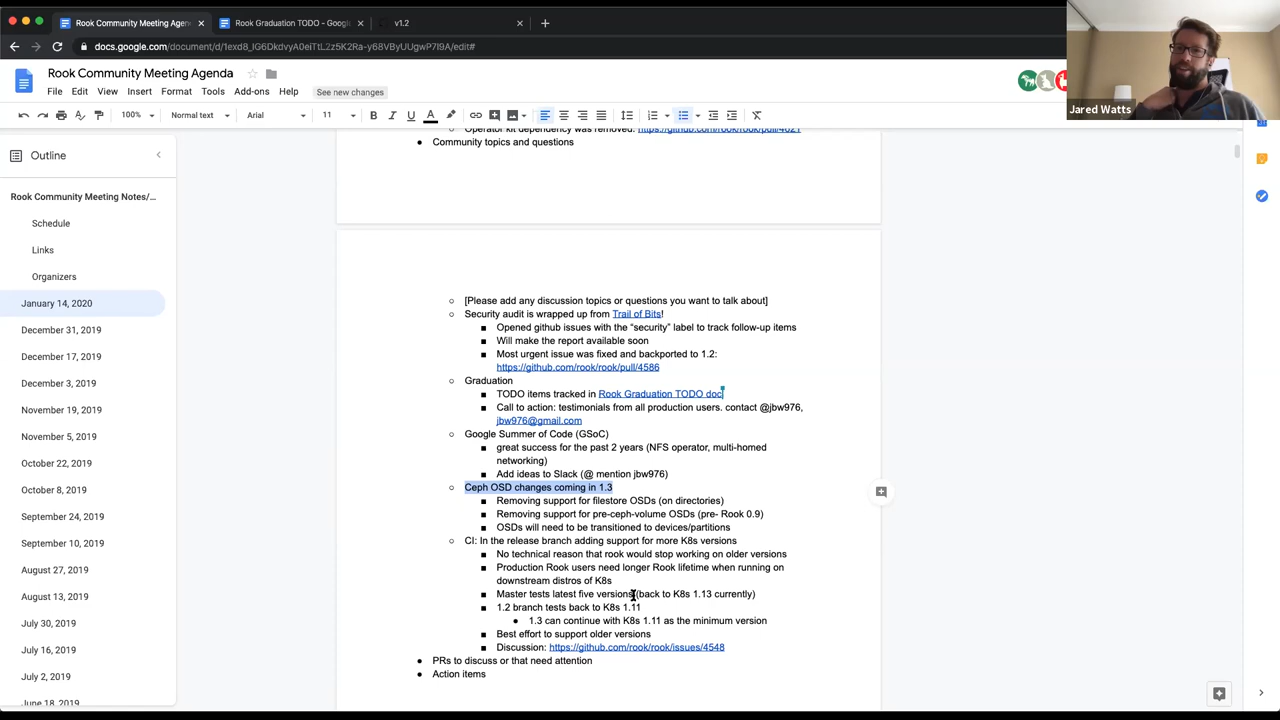 Rook Community Meeting Agen
Rook Graduation TODO - Google
v1.2
docs.google.com/document/d/1exd8_lG6DkdvyA0eiTtL2z5K2Ra-y68VByUUgwP7I9A/edit#
Rook Community Meeting Agenda
File Edit View Insert Format Tools Add-ons Help See new changes
100% Normal text Arial 11
Jared Watts
Outline
Rook Community Meeting Notes/...
Schedule
Links
Organizers
January 14, 2020
December 31, 2019
December 17, 2019
December 3, 2019
November 19, 2019
November 5, 2019
October 22, 2019
October 8, 2019
September 24, 2019
September 10, 2019
August 27, 2019
August 13, 2019
July 30, 2019
July 16, 2019
July 2, 2019
June 18, 2019
Operator kit dependency was removed: https://github.com/rook/rook/pull/4621
Community topics and questions
[Please add any discussion topics or questions you want to talk about]
Security audit is wrapped up from Trail of Bits!
Opened github issues with the “security” label to track follow-up items
Will make the report available soon
Most urgent issue was fixed and backported to 1.2:
https://github.com/rook/rook/pull/4586
Graduation
TODO items tracked in Rook Graduation TODO doc
Call to action: testimonials from all production users. contact @jbw976,
jbw976@gmail.com
Google Summer of Code (GSoC)
great success for the past 2 years (NFS operator, multi-homed
networking)
Add ideas to Slack (@ mention jbw976)
Ceph OSD changes coming in 1.3
Removing support for filestore OSDs (on directories)
Removing support for pre-ceph-volume OSDs (pre- Rook 0.9)
OSDs will need to be transitioned to devices/partitions
CI: In the release branch adding support for more K8s versions
No technical reason that rook would stop working on older versions
Production Rook users need longer Rook lifetime when running on
downstream distros of K8s
Master tests latest five versions (back to K8s 1.13 currently)
1.2 branch tests back to K8s 1.11
1.3 can continue with K8s 1.11 as the minimum version
Best effort to support older versions
Discussion: https://github.com/rook/rook/issues/4548
PRs to discuss or that need attention
Action items